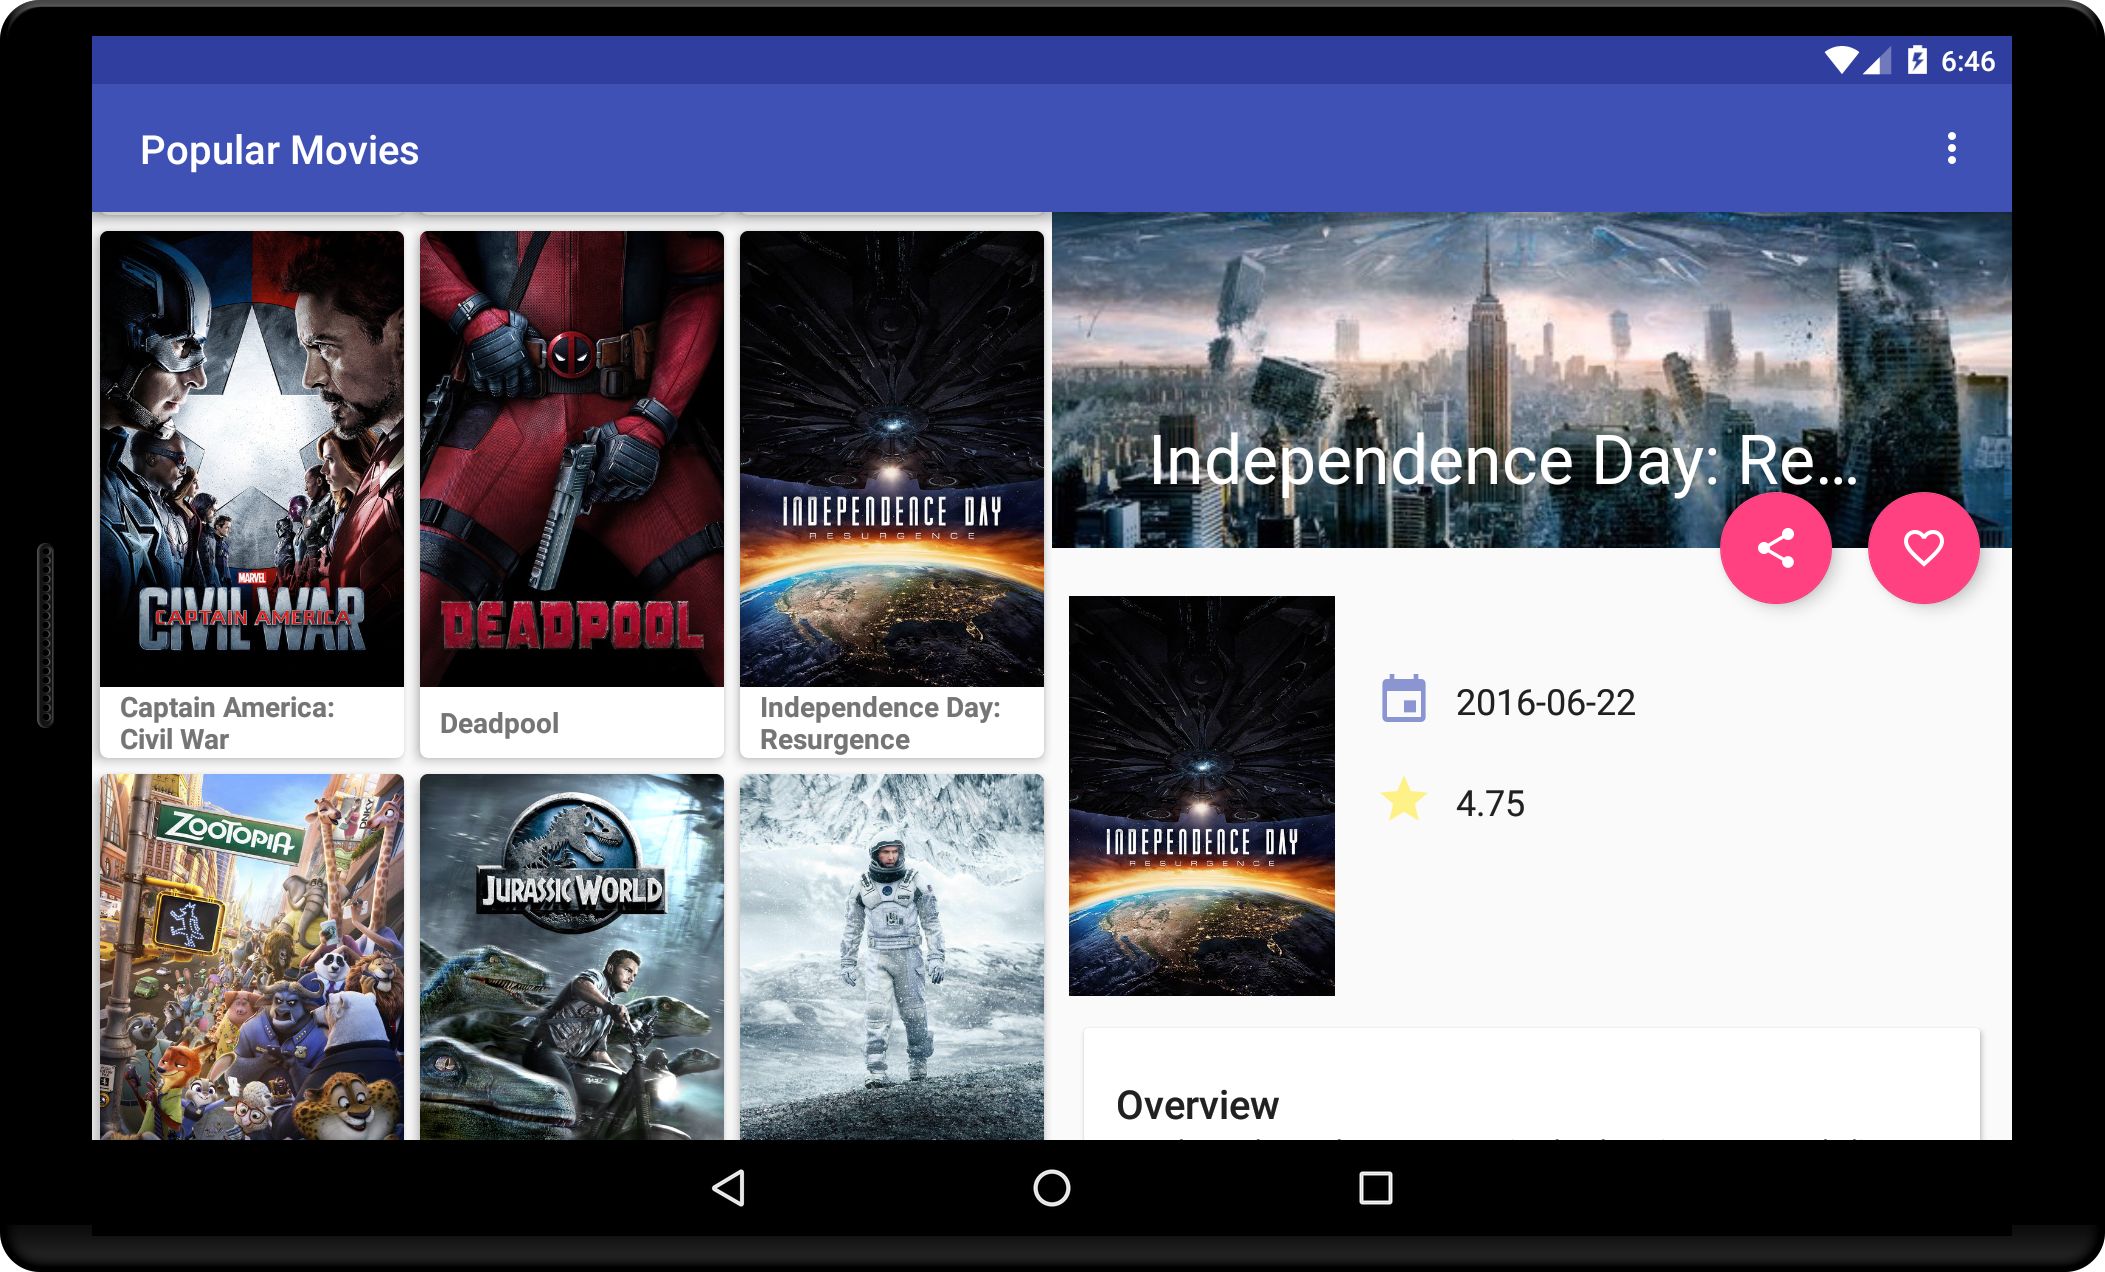 6:46
Popular Movies
MARVEL
CAPTAIN AMERICA
CIVIL WAR
Captain America:
Civil War
DEADPOOL
Deadpool
INDEPENDENCE DAY
RESURGENCE
Independence Day:
Resurgence
ZOOTOPIA
JURASSIC WORLD
Independence Day: Re...
INDEPENDENCE DAY
RESURGENCE
2016-06-22
4.75
Overview